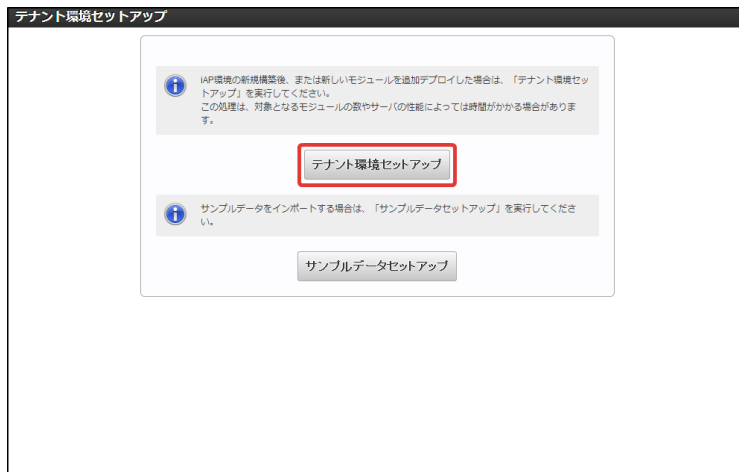 テナント環境セットアップ
iAP環境の新規構築後、または新しいモジュールを追加デプロイした場合は、「テナント環境セッ
トアップ」を実行してください。
この処理は、対象となるモジュールの数やサーバの性能によっては時間がかかる場合がありま
す。
テナント環境セットアップ
サンプルデータをインポートする場合は、「サンプルデータセットアップ」を実行してくださ
い。
サンプルデータセットアップ